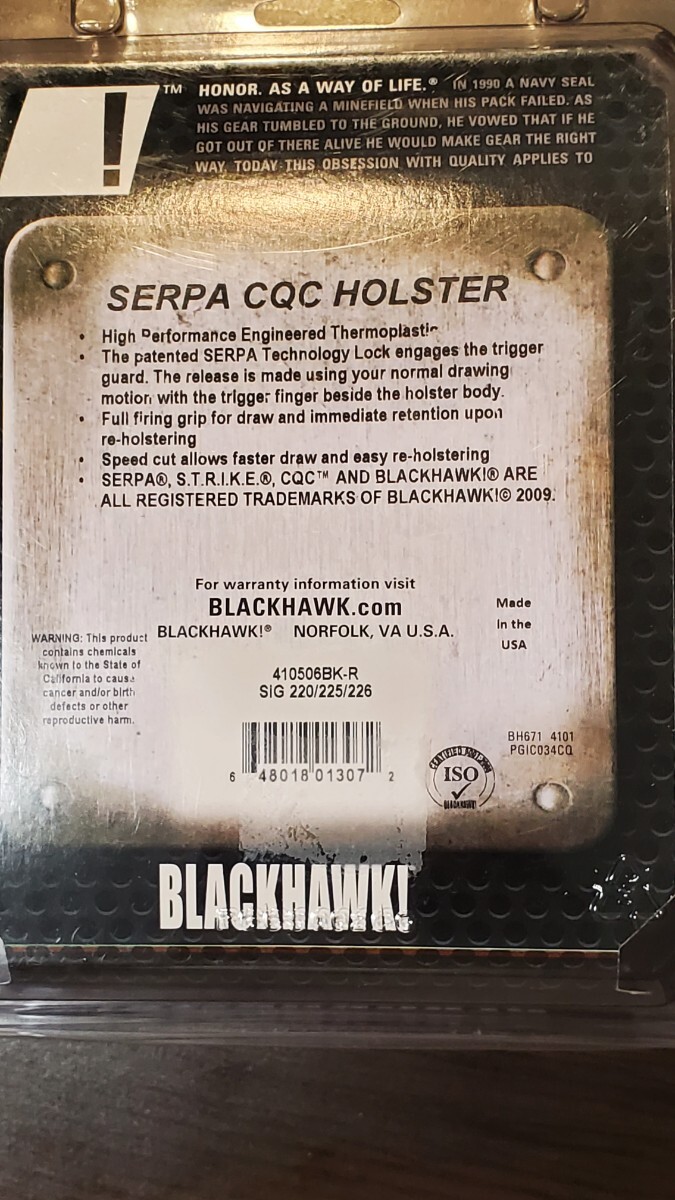 !™ HONOR. AS A WAY OF LIFE.® IN 1990 A NAVY SEAL
WAS NAVIGATING A MINEFIELD WHEN HIS PACK FAILED. AS
HIS GEAR TUMBLED TO THE GROUND, HE VOWED THAT IF HE
GOT OUT OF THERE ALIVE HE WOULD MAKE GEAR THE RIGHT
WAY. TODAY THIS OBSESSION WITH QUALITY APPLIES TO
SERPA CQC HOLSTER
• High Performance Engineered Thermoplastic
• The patented SERPA Technology Lock engages the trigger
guard. The release is made using your normal drawing
motion with the trigger finger beside the holster body.
• Full firing grip for draw and immediate retention upon
re-holstering
• Speed cut allows faster draw and easy re-holstering
• SERPA®, S.T.R.I.K.E.®, CQC™ AND BLACKHAWK!® ARE
ALL REGISTERED TRADEMARKS OF BLACKHAWK!© 2009.
For warranty information visit
BLACKHAWK.com
BLACKHAWK!® NORFOLK, VA U.S.A.
Made
In the
USA
WARNING: This product
contains chemicals
known to the State of
California to cause
cancer and/or birth
defects or other
reproductive harm.
410506BK-R
SIG 220/225/226
6 48018 01307 2
BH671 4101
PGIC034CQ
ISO
BLACKHAWK!
BLACKHAWK!